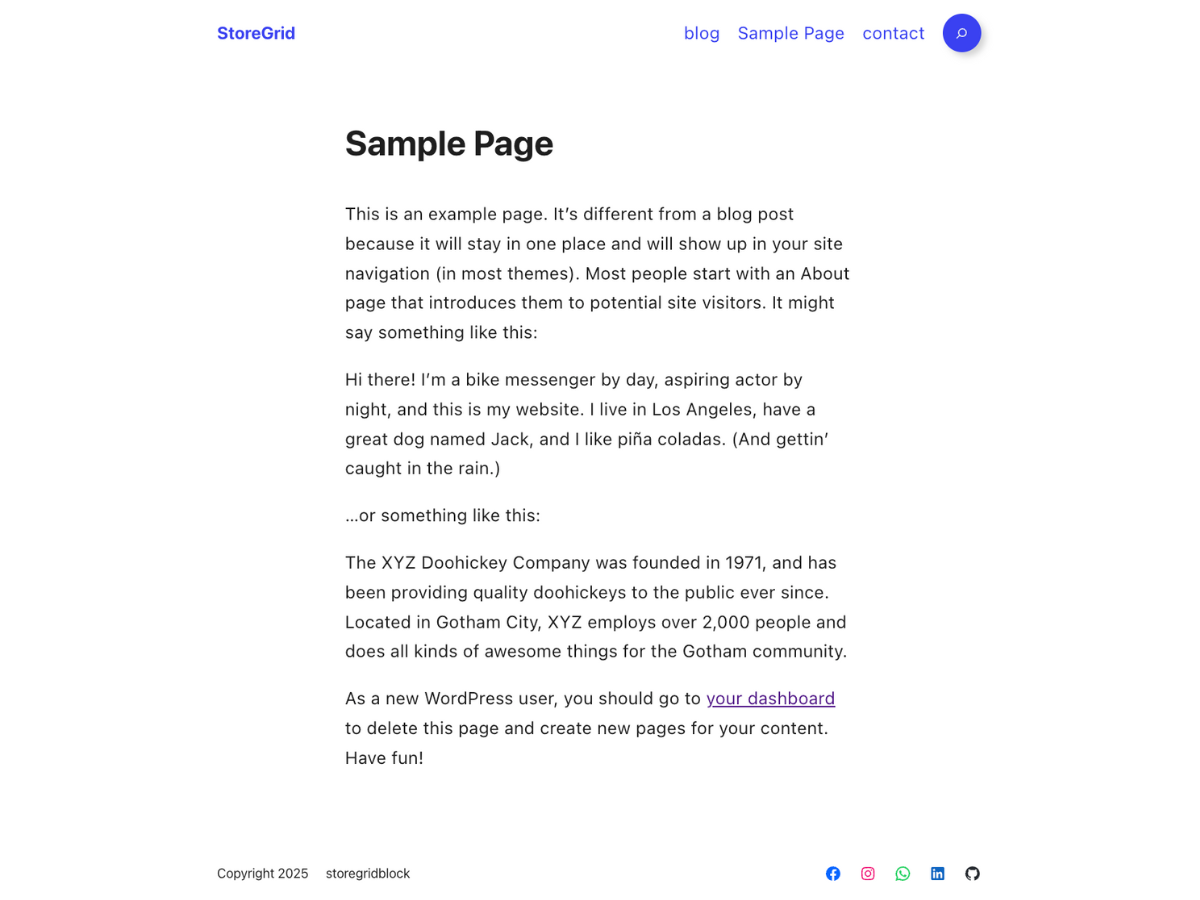 StoreGrid
blog Sample Page contact
Sample Page
This is an example page. It’s different from a blog post
because it will stay in one place and will show up in your site
navigation (in most themes). Most people start with an About
page that introduces them to potential site visitors. It might
say something like this:
Hi there! I’m a bike messenger by day, aspiring actor by
night, and this is my website. I live in Los Angeles, have a
great dog named Jack, and I like piña coladas. (And gettin’
caught in the rain.)
…or something like this:
The XYZ Doohickey Company was founded in 1971, and has
been providing quality doohickeys to the public ever since.
Located in Gotham City, XYZ employs over 2,000 people and
does all kinds of awesome things for the Gotham community.
As a new WordPress user, you should go to your dashboard
to delete this page and create new pages for your content.
Have fun!
Copyright 2025 storegridblock